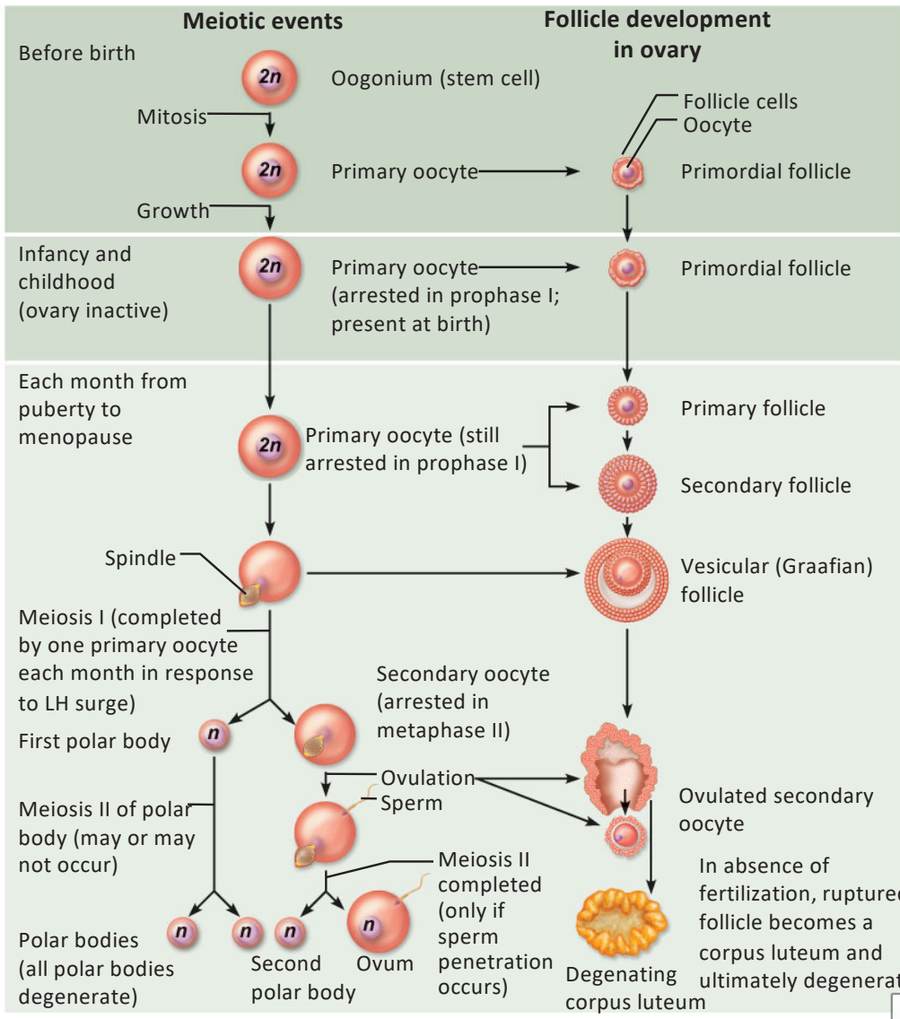 Meiotic events
Follicle development
in ovary
Before birth
2n
Oogonium (stem cell)
Follicle cells
Oocyte
Mitosis
2n
Primary oocyte
Primordial follicle
Growth
Infancy and
childhood
(ovary inactive)
2n
Primary oocyte
(arrested in prophase I;
present at birth)
Primordial follicle
Each month from
puberty to
menopause
2n
Primary oocyte (still
arrested in prophase I)
Primary follicle
Secondary follicle
Spindle
Vesicular (Graafian)
follicle
Meiosis I (completed
by one primary oocyte
each month in response
to LH surge)
Secondary oocyte
(arrested in
metaphase II)
n
First polar body
Ovulation
Sperm
Meiosis II of polar
body (may or may
not occur)
Ovulated secondary
oocyte
Meiosis II
completed
(only if
sperm
penetration
occurs)
In absence of
fertilization, rupture
follicle becomes a
corpus luteum and
ultimately degenerat
n
n
n
n
Polar bodies
(all polar bodies
degenerate)
Second
polar body
Ovum
Degenating
corpus luteum